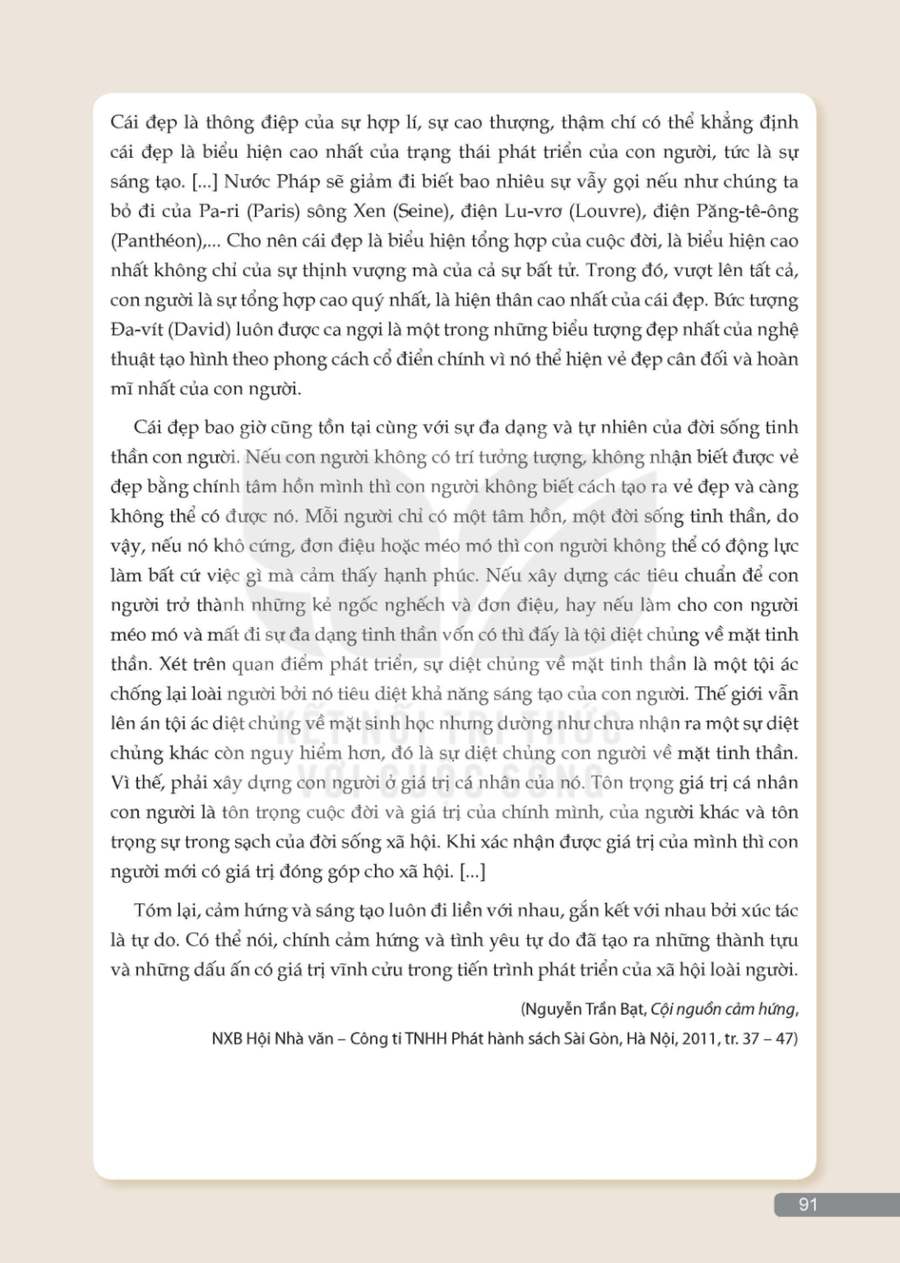 Cái đẹp là thông điệp của sự hợp lí, sự cao thượng, thậm chí có thể khẳng định
cái đẹp là biểu hiện cao nhất của trạng thái phát triển của con người, tức là sự
sáng tạo. [...] Nước Pháp sẽ giảm đi biết bao nhiêu sự vẫy gọi nếu như chúng ta
bỏ đi của Pa-ri (Paris) sông Xen (Seine), điện Lu-vrơ (Louvre), điện Păng-tê-ông
(Panthéon),... Cho nên cái đẹp là biểu hiện tổng hợp của cuộc đời, là biểu hiện cao
nhất không chỉ của sự thịnh vượng mà của cả sự bất tử. Trong đó, vượt lên tất cả,
con người là sự tổng hợp cao quý nhất, là hiện thân cao nhất của cái đẹp. Bức tượng
Đa-vít (David) luôn được ca ngợi là một trong những biểu tượng đẹp nhất của nghệ
thuật tạo hình theo phong cách cổ điển chính vì nó thể hiện vẻ đẹp cân đối và hoàn
mĩ nhất của con người.
Cái đẹp bao giờ cũng tồn tại cùng với sự đa dạng và tự nhiên của đời sống tinh
thần con người. Nếu con người không có trí tưởng tượng, không nhận biết được vẻ
đẹp bằng chính tâm hồn mình thì con người không biết cách tạo ra vẻ đẹp và càng
không thể có được nó. Mỗi người chỉ có một tâm hồn, một đời sống tinh thần, do
vậy, nếu nó khô cứng, đơn điệu hoặc méo mó thì con người không thể có động lực
làm bất cứ việc gì mà cảm thấy hạnh phúc. Nếu xây dựng các tiêu chuẩn để con
người trở thành những kẻ ngốc nghếch và đơn điệu, hay nếu làm cho con người
méo mó và mất đi sự đa dạng tinh thần vốn có thì đấy là tội diệt chủng về mặt tinh
thần. Xét trên quan điểm phát triển, sự diệt chủng về mặt tinh thần là một tội ác
chống lại loài người bởi nó tiêu diệt khả năng sáng tạo của con người. Thế giới vẫn
lên án tội ác diệt chủng về mặt sinh học nhưng dường như chưa nhận ra một sự diệt
chủng khác còn nguy hiểm hơn, đó là sự diệt chủng con người về mặt tinh thần.
Vì thế, phải xây dựng con người ở giá trị cá nhân của nó. Tôn trọng giá trị cá nhân
con người là tôn trọng cuộc đời và giá trị của chính mình, của người khác và tôn
trọng sự trong sạch của đời sống xã hội. Khi xác nhận được giá trị của mình thì con
người mới có giá trị đóng góp cho xã hội. [...]
Tóm lại, cảm hứng và sáng tạo luôn đi liền với nhau, gắn kết với nhau bởi xúc tác
là tự do. Có thể nói, chính cảm hứng và tình yêu tự do đã tạo ra những thành tựu
và những dấu ấn có giá trị vĩnh cửu trong tiến trình phát triển của xã hội loài người.
(Nguyễn Trần Bạt, Cội nguồn cảm hứng,
NXB Hội Nhà văn – Công ti TNHH Phát hành sách Sài Gòn, Hà Nội, 2011, tr. 37 – 47)
KẾT NỐI TRI THỨC
VỚI CUỘC SỐNG
91